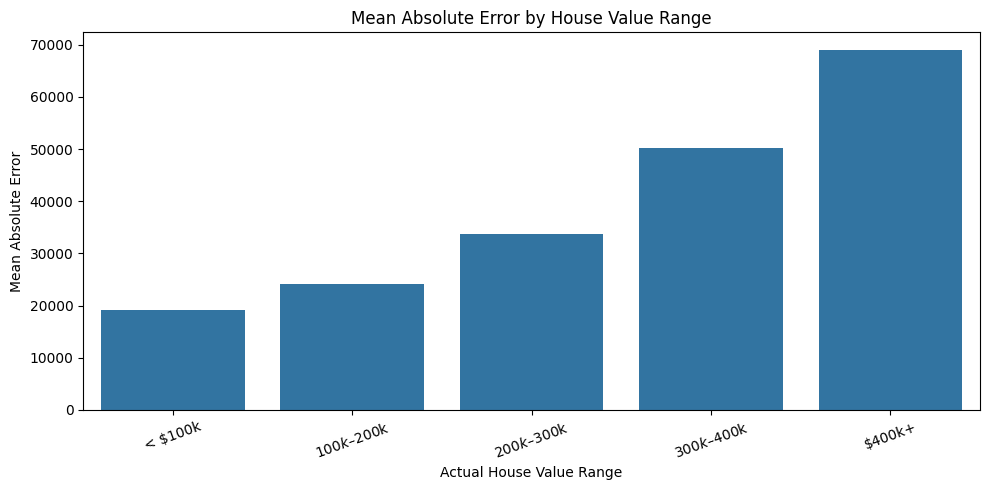 Mean Absolute Error by House Value Range
Mean Absolute Error
70000
60000
50000
40000
30000
20000
10000
0
< $100k
100k–200k
200k–300k
300k–400k
$400k+
Actual House Value Range